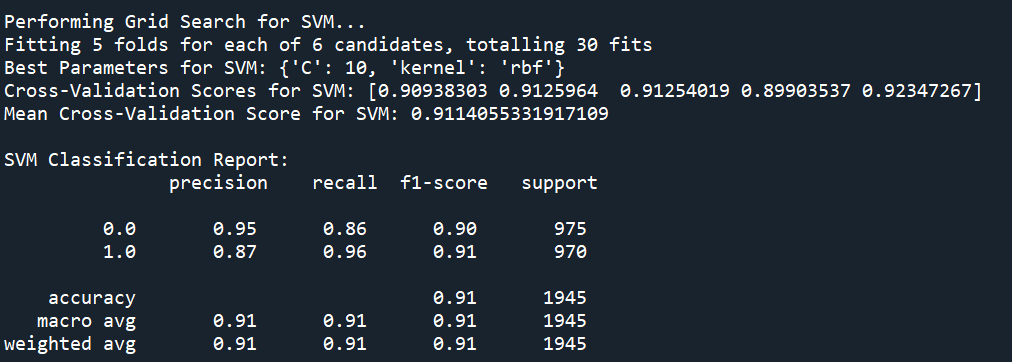 Performing Grid Search for SVM...
Fitting 5 folds for each of 6 candidates, totalling 30 fits
Best Parameters for SVM: {'C': 10, 'kernel': 'rbf'}
Cross-Validation Scores for SVM: [0.90938303 0.9125964  0.91254019 0.89903537 0.92347267]
Mean Cross-Validation Score for SVM: 0.9114055331917109

SVM Classification Report:
              precision    recall  f1-score   support

         0.0       0.95      0.86      0.90       975
         1.0       0.87      0.96      0.91       970

    accuracy                           0.91      1945
   macro avg       0.91      0.91      0.91      1945
weighted avg       0.91      0.91      0.91      1945